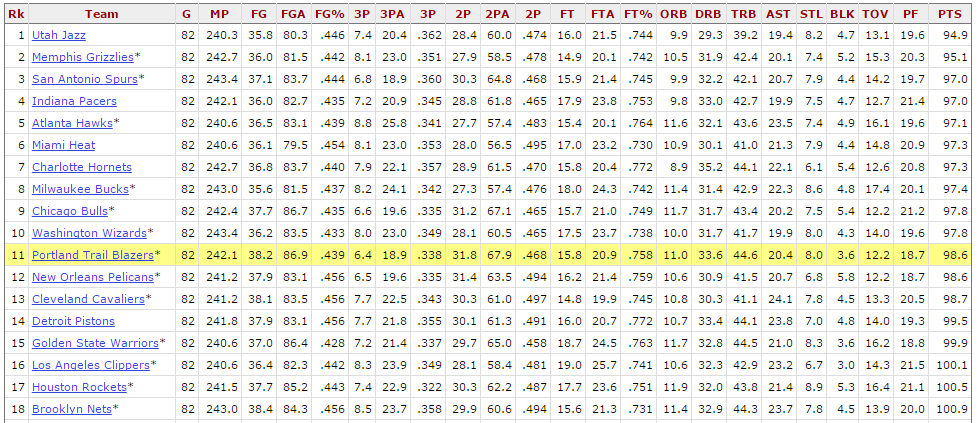 Rk Team G MP FG FGA FG% 3P 3PA 3P 2P 2PA 2P FT FTA FT% ORB DRB TRB AST STL BLK TOV PF PTS
1 Utah Jazz 82 240.3 35.8 80.3 .446 7.4 20.4 .362 28.4 60.0 .474 16.0 21.5 .744 9.9 29.3 39.2 19.4 8.2 4.7 13.1 19.6 94.9
2 Memphis Grizzlies* 82 242.7 36.0 81.5 .442 8.1 23.0 .351 27.9 58.5 .478 14.9 20.1 .742 10.5 31.9 42.4 20.1 7.4 5.2 15.3 20.3 95.1
3 San Antonio Spurs* 82 243.4 37.1 83.7 .444 6.8 18.9 .360 30.3 64.8 .468 15.9 21.4 .745 9.9 32.2 42.1 20.7 7.9 4.4 14.2 19.7 97.0
4 Indiana Pacers 82 242.1 36.0 82.7 .435 7.2 20.9 .345 28.8 61.8 .465 17.9 23.8 .753 9.8 33.0 42.7 19.9 7.5 4.7 12.7 21.4 97.0
5 Atlanta Hawks* 82 240.6 36.5 83.1 .439 8.8 25.8 .341 27.7 57.4 .483 15.4 20.1 .764 11.6 32.1 43.6 23.5 7.4 4.9 16.1 19.6 97.1
6 Miami Heat 82 240.6 36.1 79.5 .454 8.1 23.0 .353 28.0 56.5 .495 17.0 23.2 .730 10.9 30.1 41.0 21.3 7.9 4.4 14.8 20.9 97.3
7 Charlotte Hornets 82 242.7 36.8 83.7 .440 7.9 22.1 .357 28.9 61.5 .470 15.8 20.4 .772 8.9 35.2 44.1 22.1 6.1 5.4 12.6 20.8 97.3
8 Milwaukee Bucks* 82 243.0 35.6 81.5 .437 8.2 24.1 .342 27.3 57.4 .476 18.0 24.3 .742 11.4 31.4 42.9 22.3 8.6 4.8 17.4 20.1 97.4
9 Chicago Bulls* 82 242.4 37.7 86.7 .435 6.6 19.6 .335 31.2 67.1 .465 15.7 21.0 .749 11.7 31.7 43.4 20.2 7.5 5.4 12.2 21.2 97.8
10 Washington Wizards* 82 243.4 36.2 83.5 .433 8.0 23.0 .349 28.1 60.5 .465 17.5 23.7 .738 10.0 31.7 41.7 19.9 8.0 4.3 14.0 19.6 97.8
11 Portland Trail Blazers* 82 242.1 38.2 86.9 .439 6.4 18.9 .338 31.8 67.9 .468 15.8 20.9 .758 11.0 33.6 44.6 20.4 8.0 3.6 12.2 18.7 98.6
12 New Orleans Pelicans* 82 241.2 37.9 83.1 .456 6.5 19.6 .335 31.4 63.5 .494 16.2 21.4 .759 10.6 30.9 41.5 20.7 6.8 5.8 12.2 18.7 98.6
13 Cleveland Cavaliers* 82 241.2 38.1 83.5 .456 7.7 22.5 .343 30.3 61.0 .497 14.8 19.9 .745 10.8 30.3 41.1 24.1 7.8 4.5 13.3 20.5 98.7
14 Detroit Pistons 82 241.8 37.9 83.1 .456 7.7 21.8 .355 30.1 61.3 .491 16.0 20.7 .772 10.7 33.4 44.1 23.8 7.0 4.8 14.0 19.3 99.5
15 Golden State Warriors* 82 240.6 37.0 86.4 .428 7.2 21.4 .337 29.7 65.0 .458 18.7 24.5 .763 11.7 32.8 44.5 21.0 8.3 3.6 16.2 18.8 99.9
16 Los Angeles Clippers* 82 240.6 36.4 82.3 .442 8.3 23.9 .349 28.1 58.4 .481 19.0 25.7 .741 10.6 32.3 42.9 23.2 6.7 3.0 14.3 21.5 100.1
17 Houston Rockets* 82 241.5 37.7 85.2 .443 7.4 22.9 .322 30.3 62.2 .487 17.7 23.6 .751 11.9 32.0 43.8 21.4 8.9 5.3 16.4 21.1 100.5
18 Brooklyn Nets* 82 243.0 38.4 84.3 .456 8.5 23.7 .358 29.9 60.6 .494 15.6 21.3 .731 11.4 32.9 44.3 23.7 7.8 4.5 13.9 20.0 100.9